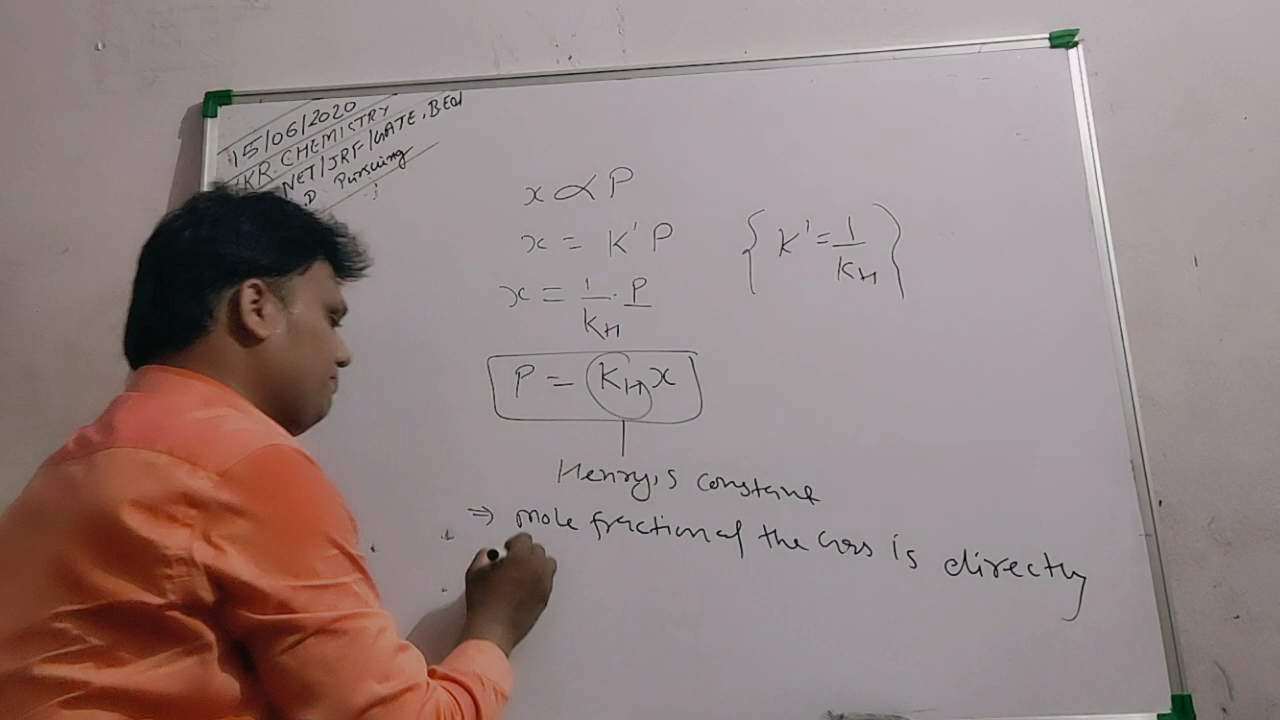 15/06/2020
KR. CHEMISTRY
NET/JRF/GATE, BEd
D Pursuing
x ∝ P
x = K' P { K' = 1/KH }
x = 1/KH . P
P = KH x
Henry,s constant
⇒ mole fraction of the Gas is directly